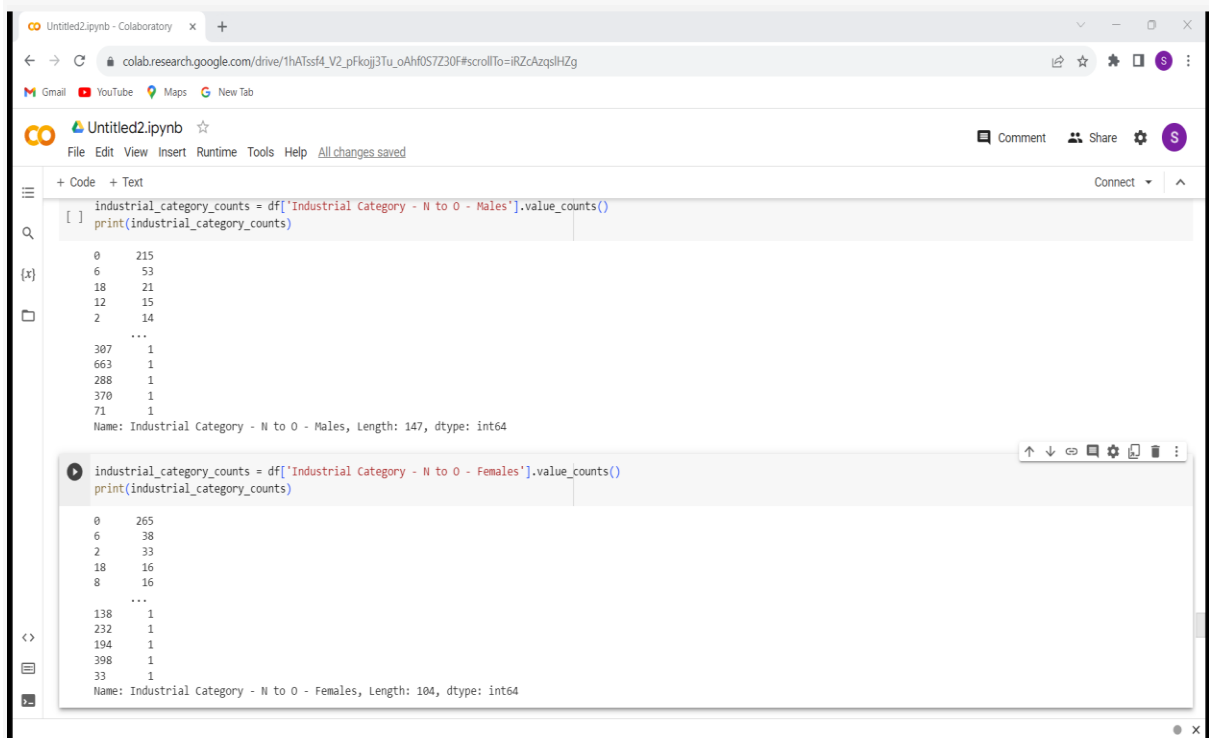 Untitled2.ipynb - Colaboratory
colab.research.google.com/drive/1hATssf4_V2_pFkojj3Tu_oAhf0S7Z30F#scrollTo=iRZcAzqslHZg
S
Gmail YouTube Maps New Tab
Untitled2.ipynb
Comment Share S
File Edit View Insert Runtime Tools Help All changes saved
+ Code + Text Connect
industrial_category_counts = df['Industrial Category - N to O - Males'].value_counts()
[ ] print(industrial_category_counts)
0 215
6 53
{x}
18 21
12 15
2 14
...
307 1
663 1
288 1
370 1
71 1
Name: Industrial Category - N to O - Males, Length: 147, dtype: int64
industrial_category_counts = df['Industrial Category - N to O - Females'].value_counts()
print(industrial_category_counts)
0 265
6 38
2 33
18 16
8 16
...
138 1
232 1
194 1
398 1
33 1
Name: Industrial Category - N to O - Females, Length: 104, dtype: int64